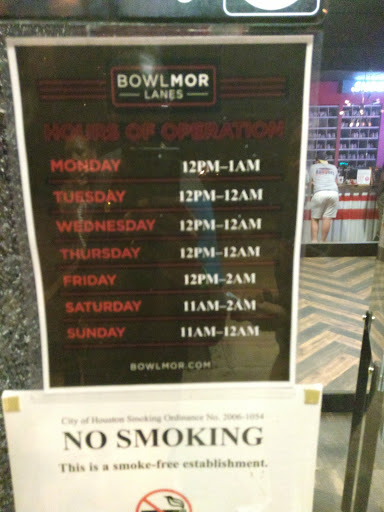 BOWLMOR
LANES
HOURS OF OPERATION
MONDAY 12PM–1AM
TUESDAY 12PM–12AM
WEDNESDAY 12PM–12AM
THURSDAY 12PM–12AM
FRIDAY 12PM–2AM
SATURDAY 11AM–2AM
SUNDAY 11AM–12AM
BOWLMOR.COM
City of Houston Smoking Ordinance No. 2006-1054
NO SMOKING
This is a smoke-free establishment.